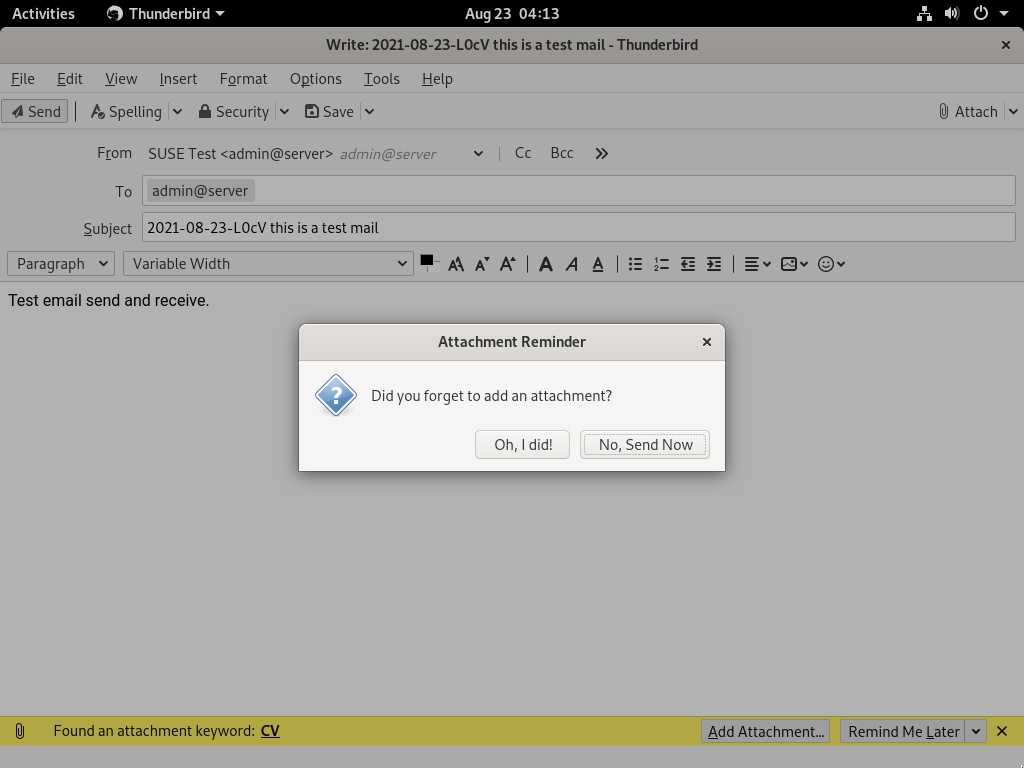 Activities Thunderbird Aug 23 04:13
Write: 2021-08-23-L0cV this is a test mail - Thunderbird
File Edit View Insert Format Options Tools Help
Send Spelling Security Save Attach
From SUSE Test <admin@server> admin@server Cc Bcc
To admin@server
Subject 2021-08-23-L0cV this is a test mail
Paragraph Variable Width
Test email send and receive.
Attachment Reminder
Did you forget to add an attachment?
Oh, I did! No, Send Now
Found an attachment keyword: CV Add Attachment... Remind Me Later